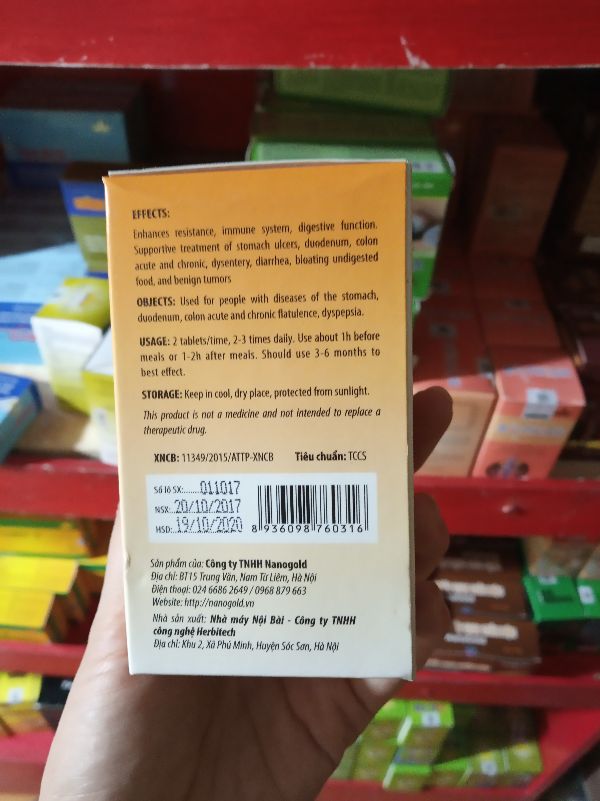 EFFECTS:
Enhances resistance, immune system, digestive function.
Supportive treatment of stomach ulcers, duodenum, colon
acute and chronic, dysentery, diarrhea, bloating undigested
food, and benign tumors
OBJECTS: Used for people with diseases of the stomach,
duodenum, colon acute and chronic flatulence, dyspepsia.
USAGE: 2 tablets/time, 2-3 times daily. Use about 1h before
meals or 1-2h after meals. Should use 3-6 months to
best effect.
STORAGE: Keep in cool, dry place, protected from sunlight.
This product is not a medicine and not intended to replace a
therapeutic drug.
XNCB: 11349/2015/ATTP-XNCB Tiêu chuẩn: TCCS
Số lô SX:.......011017
NSX: 20/10/2017
HSD: 19/10/2020
8 936098 760316
Sản phẩm của: Công ty TNHH Nanogold
Địa chỉ: BT15 Trung Văn, Nam Từ Liêm, Hà Nội
Điện thoại: 024 6686 2649 / 0968 879 663
Website: http://nanogold.vn
Nhà sản xuất: Nhà máy Nội Bài - Công ty TNHH
công nghệ Herbitech
Địa chỉ: Khu 2, Xã Phú Minh, Huyện Sóc Sơn, Hà Nội